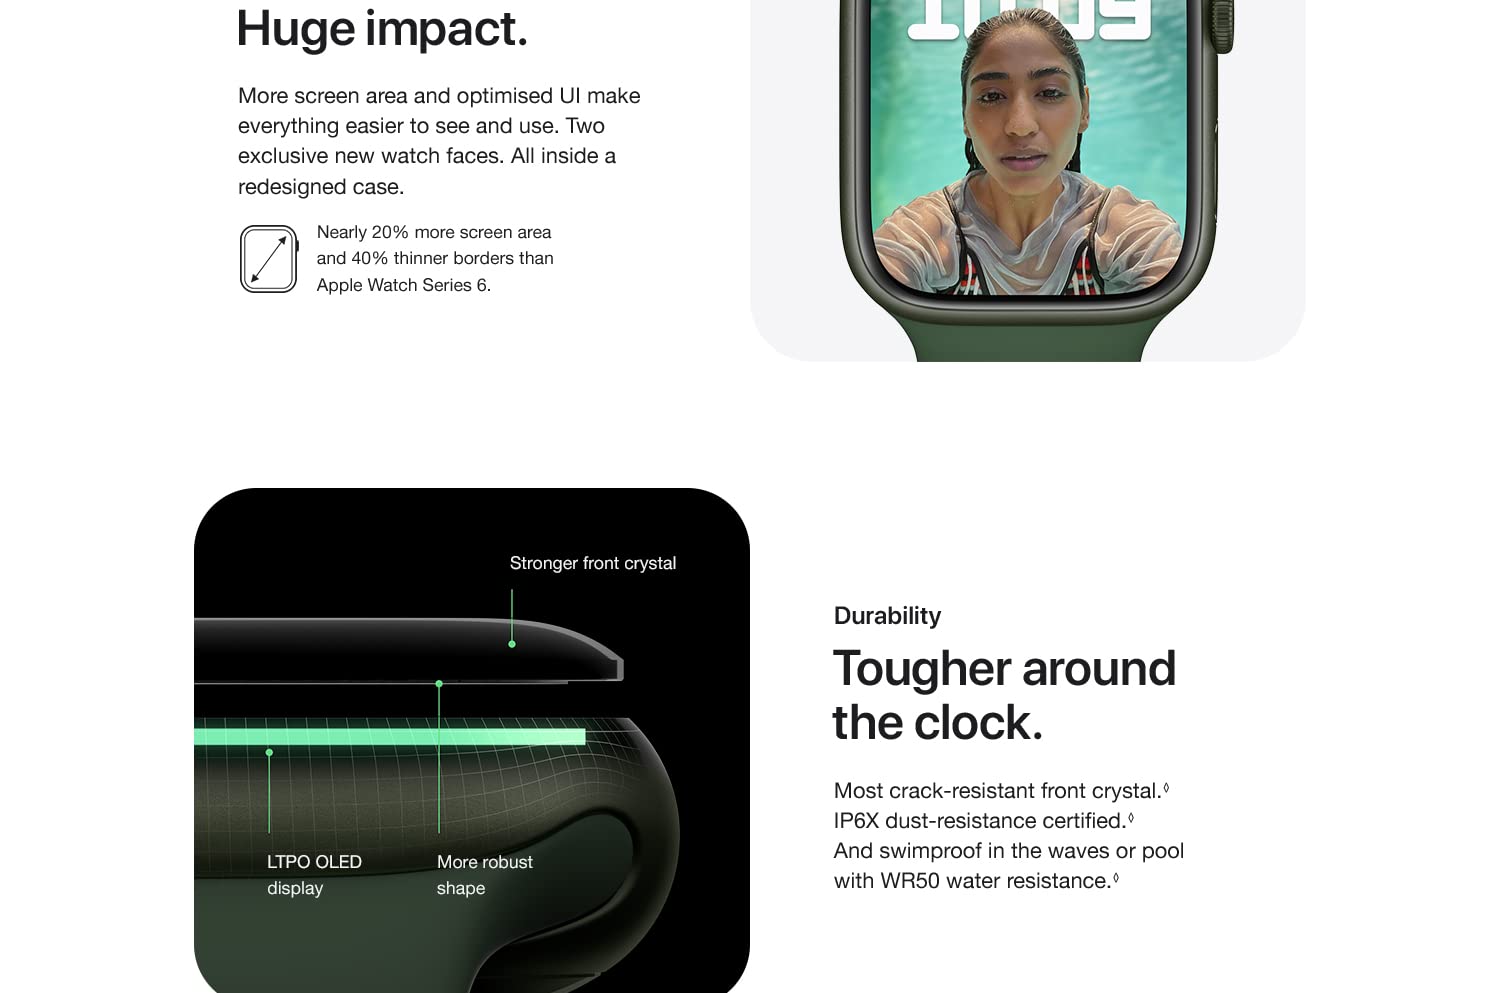 Huge impact.
More screen area and optimised UI make
everything easier to see and use. Two
exclusive new watch faces. All inside a
redesigned case.
Nearly 20% more screen area
and 40% thinner borders than
Apple Watch Series 6.
10 09
Stronger front crystal
LTPO OLED
display
More robust
shape
Durability
Tougher around
the clock.
Most crack-resistant front crystal.◊
IP6X dust-resistance certified.◊
And swimproof in the waves or pool
with WR50 water resistance.◊